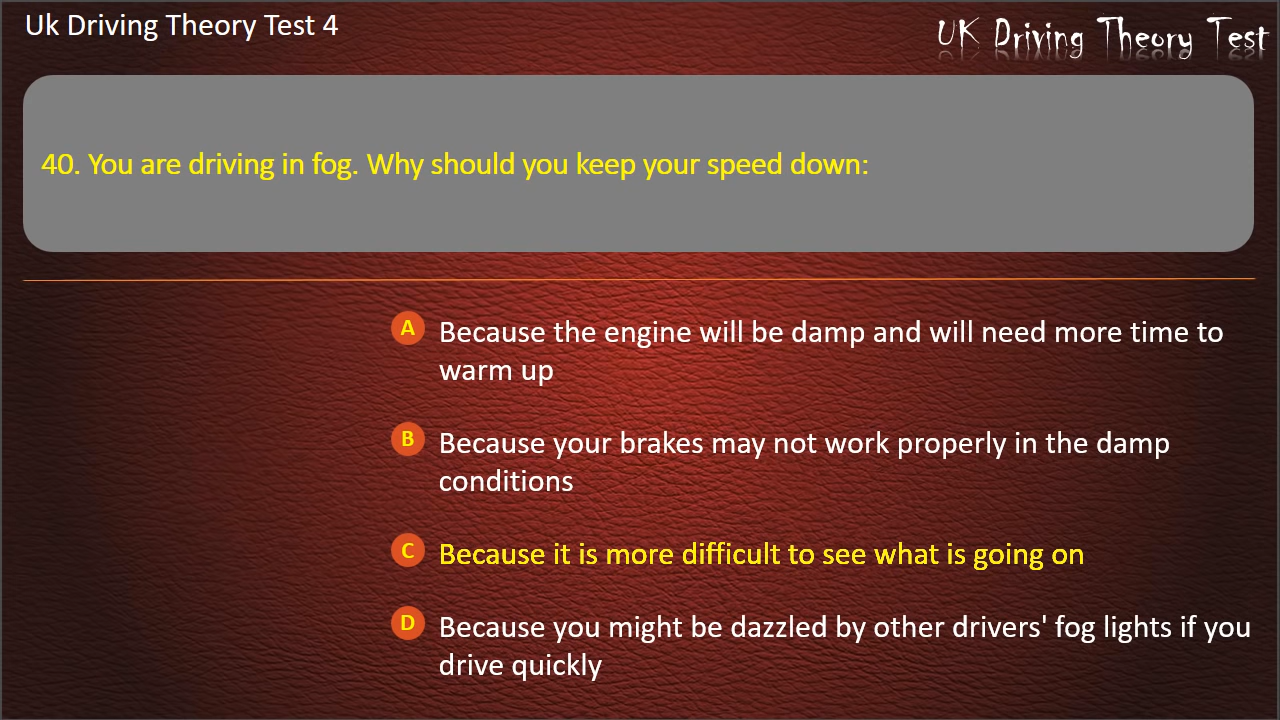 Uk Driving Theory Test 4
UK Driving Theory Test
40. You are driving in fog. Why should you keep your speed down:
A Because the engine will be damp and will need more time to
warm up
B Because your brakes may not work properly in the damp
conditions
C Because it is more difficult to see what is going on
D Because you might be dazzled by other drivers' fog lights if you
drive quickly